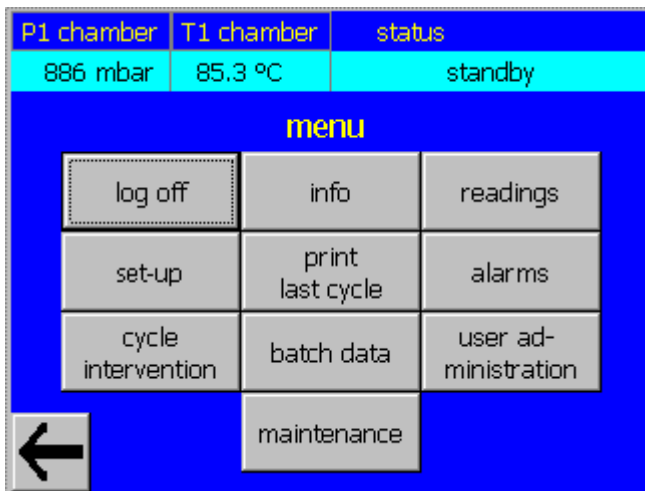 P1 chamber T1 chamber status
886 mbar 85.3 ºC standby
menu
log off info readings
set-up print last cycle alarms
cycle intervention batch data user ad-ministration
maintenance